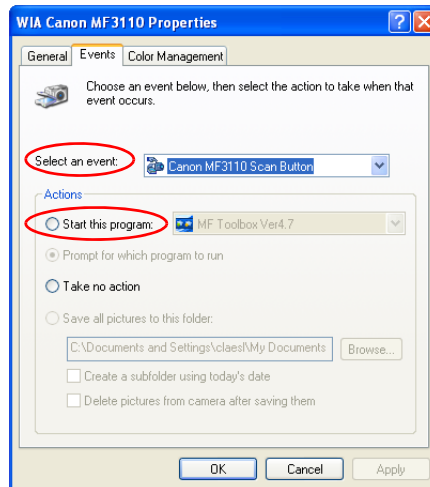 WIA Canon MF3110 Properties
General Events Color Management
Choose an event below, then select the action to take when that
event occurs.
Select an event: Canon MF3110 Scan Button
Actions
Start this program: MF Toolbox Ver4.7
Prompt for which program to run
Take no action
Save all pictures to this folder:
C:\Documents and Settings\claesl\My Documents Browse...
Create a subfolder using today's date
Delete pictures from camera after saving them
OK Cancel Apply